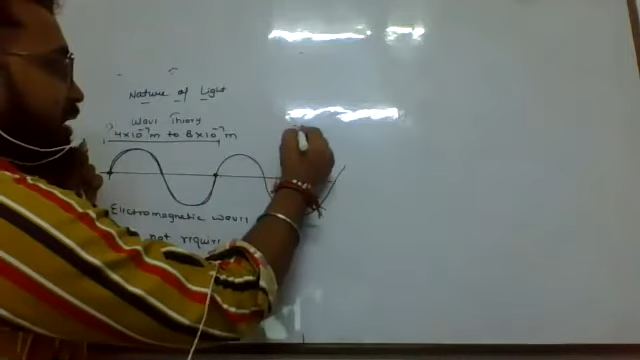 Nature of Light
Wave Theory
4×10⁻⁷m to 8×10⁻⁷m
Electromagnetic waves
not require